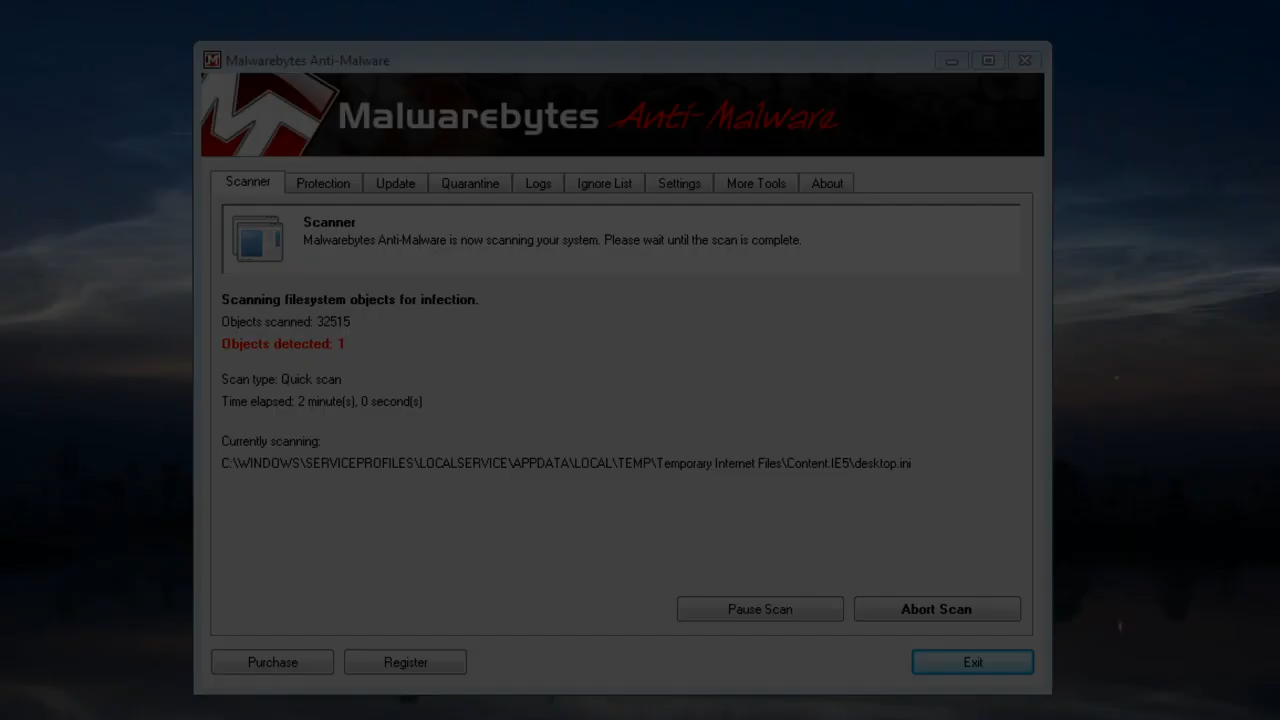 Malwarebytes Anti-Malware
Malwarebytes Anti-Malware
Scanner Protection Update Quarantine Logs Ignore List Settings More Tools About
Scanner
Malwarebytes Anti-Malware is now scanning your system. Please wait until the scan is complete.
Scanning filesystem objects for infection.
Objects scanned: 32515
Objects detected: 1
Scan type: Quick scan
Time elapsed: 2 minute(s), 0 second(s)
Currently scanning:
C:\WINDOWS\SERVICEPROFILES\LOCALSERVICE\APPDATA\LOCAL\TEMP\Temporary Internet Files\Content.IE5\desktop.ini
Pause Scan Abort Scan
Purchase Register Exit